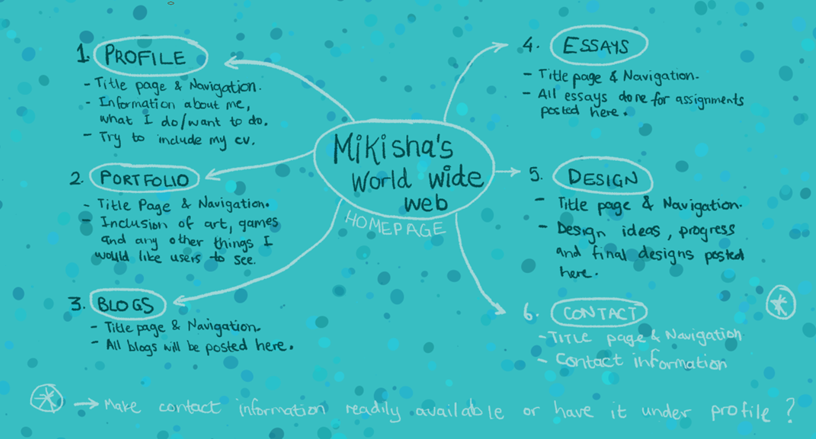 Mikisha's
World wide
web
HOMEPAGE
1. PROFILE
- Title page & Navigation.
- Information about me,
what I do/want to do.
- Try to include my cv.
2. PORTFOLIO
- Title Page & Navigation.
- Inclusion of art, games
and any other things I
would like users to see.
3. BLOGS
- Title page & Navigation.
- All blogs will be posted here.
4. ESSAYS
- Title page & Navigation.
- All essays done for assignments
posted here.
5. DESIGN
- Title page & Navigation.
- Design ideas, progress
and final designs posted
here.
6. CONTACT
- Title page & Navigation
- Contact information
* → Make contact information readily available or have it under profile?